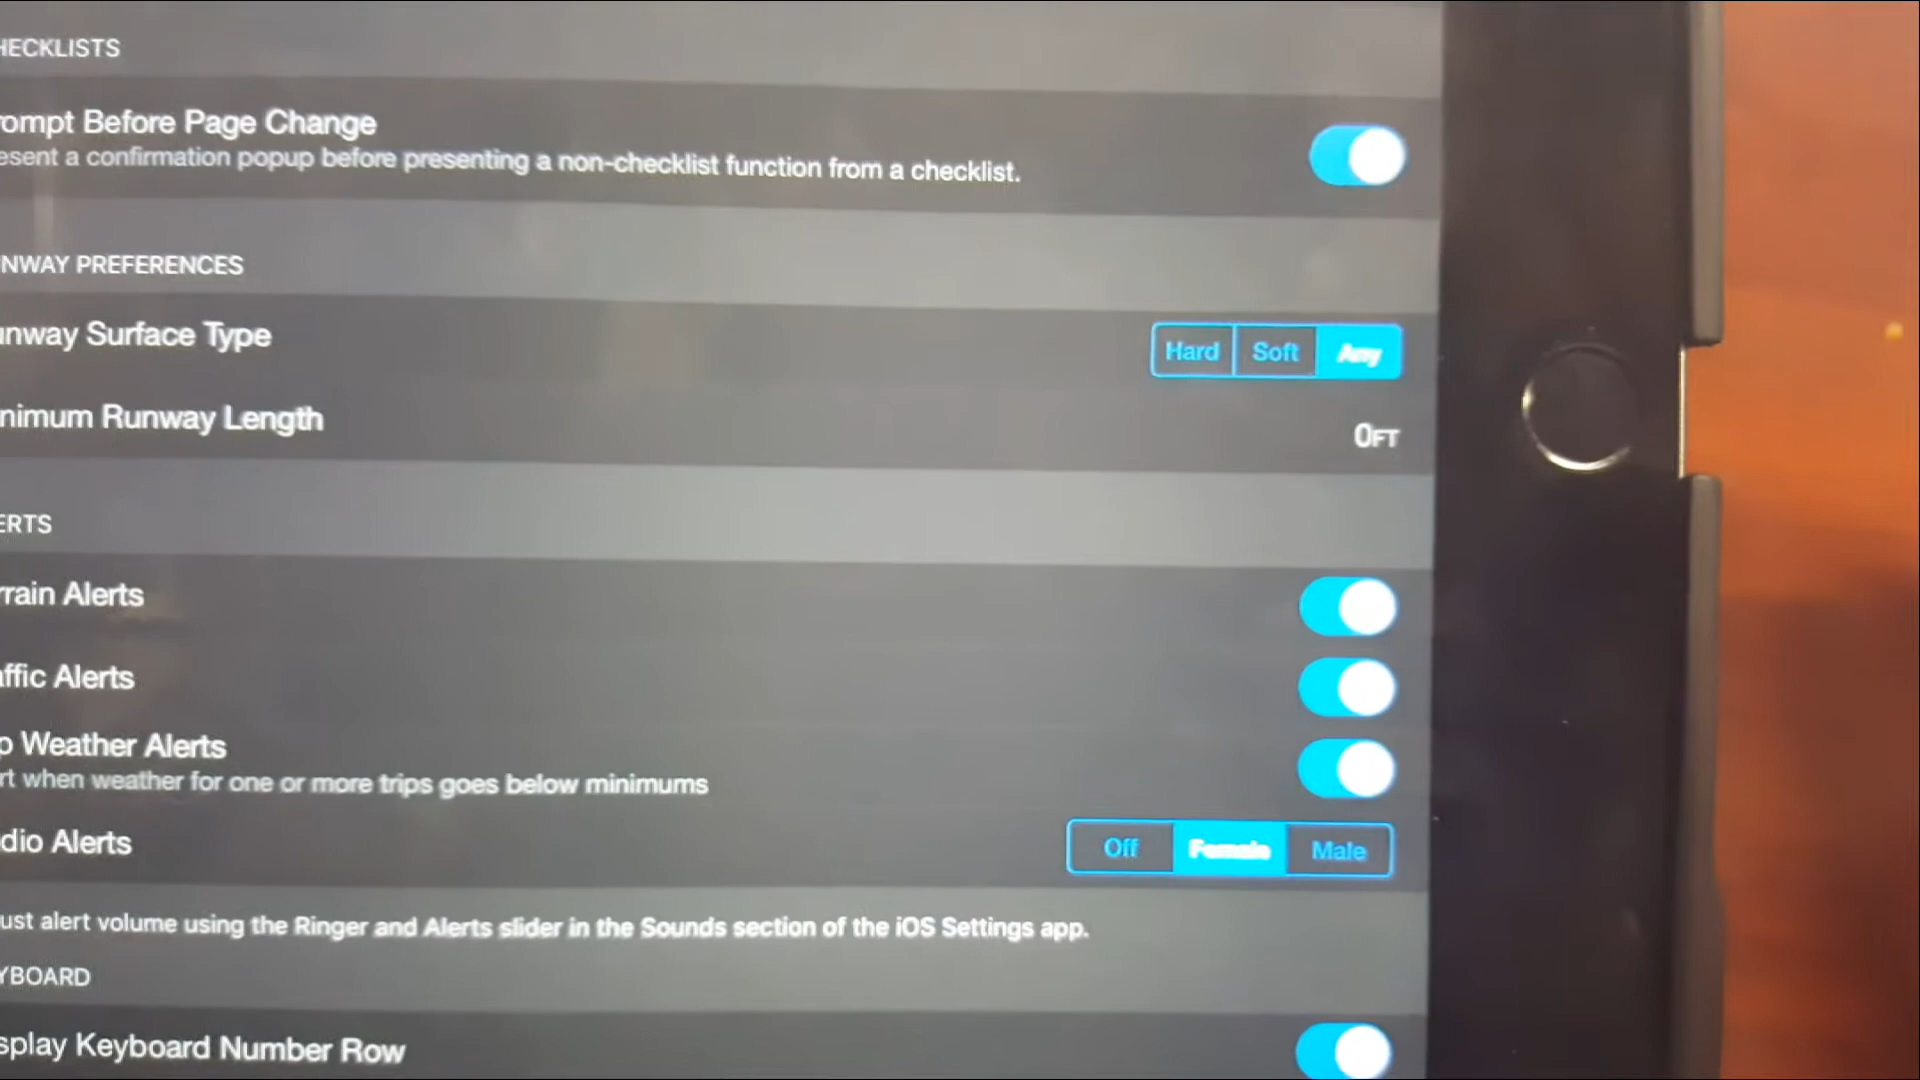 HECKLISTS
rompt Before Page Change
esent a confirmation popup before presenting a non-checklist function from a checklist.
NWAY PREFERENCES
unway Surface Type
Hard Soft Any
nimum Runway Length
0FT
ERTS
rrain Alerts
affic Alerts
p Weather Alerts
rt when weather for one or more trips goes below minimums
dio Alerts
Off Female Male
ust alert volume using the Ringer and Alerts slider in the Sounds section of the iOS Settings app.
YBOARD
splay Keyboard Number Row